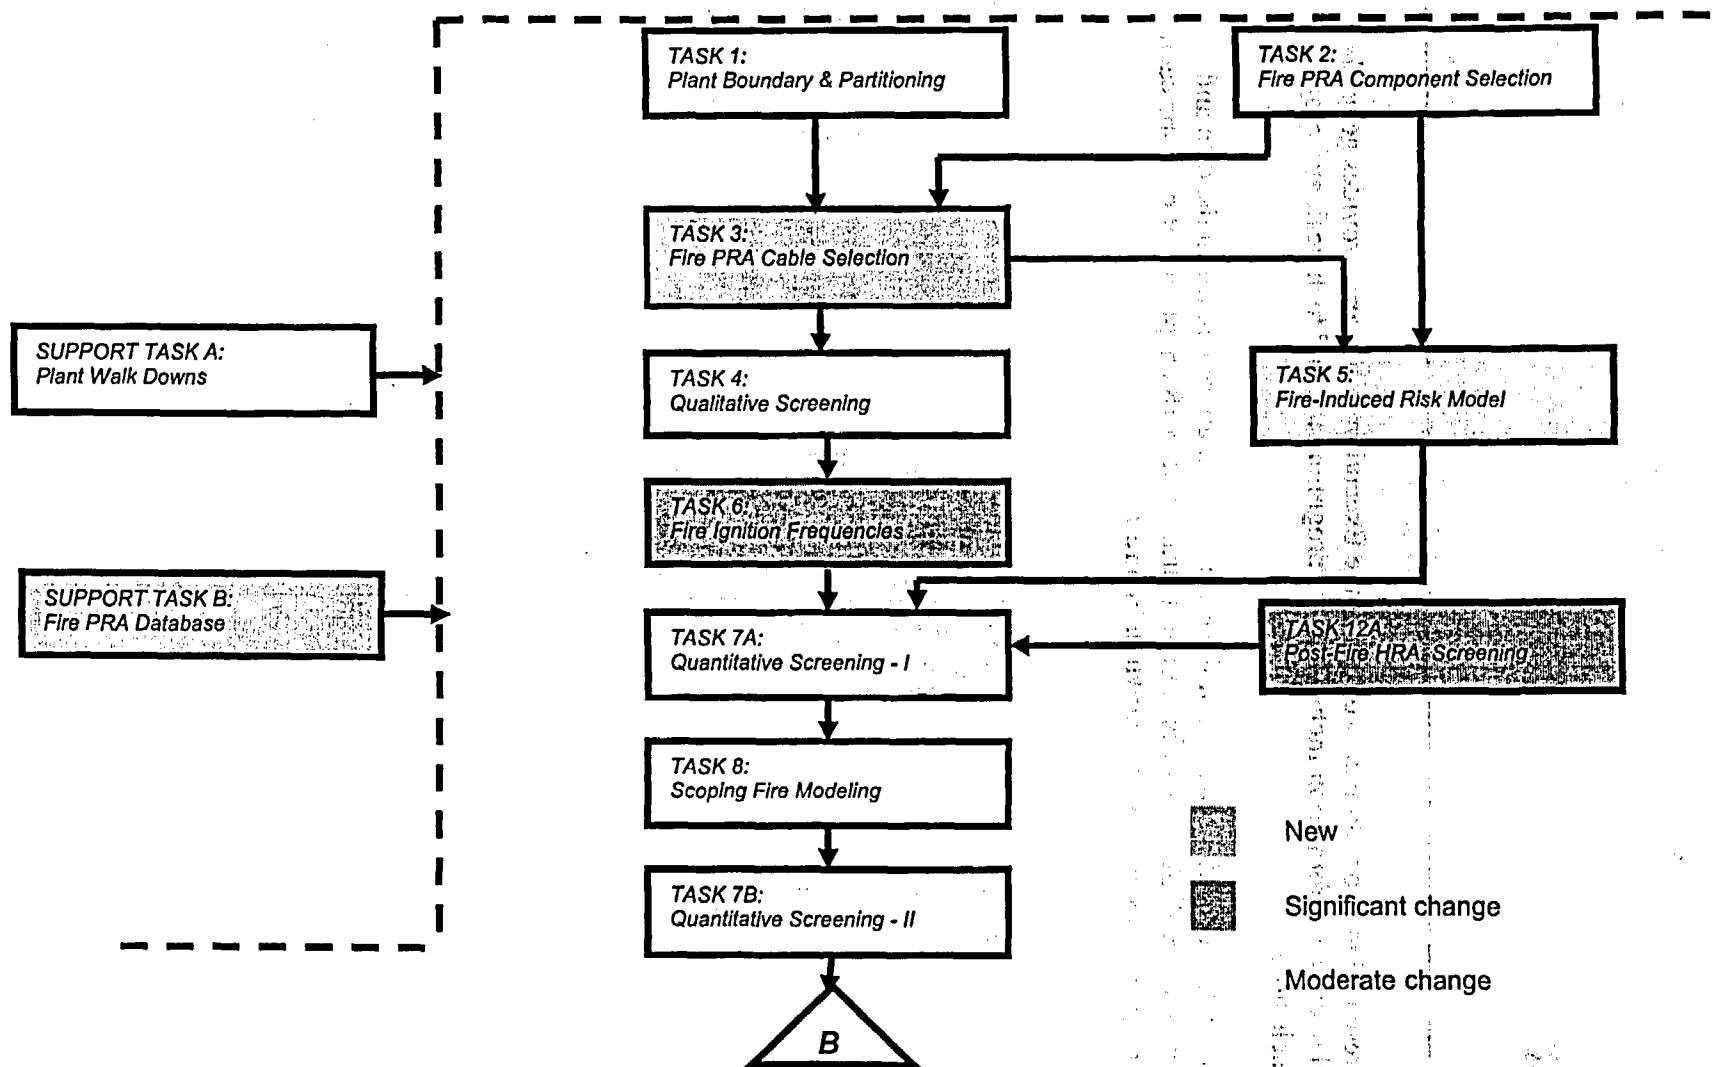 TASK 1:
Plant Boundary & Partitioning
TASK 2:
Fire PRA Component Selection
TASK 3:
Fire PRA Cable Selection
SUPPORT TASK A:
Plant Walk Downs
TASK 4:
Qualitative Screening
TASK 5:
Fire-Induced Risk Model
TASK 6:
Fire Ignition Frequencies
SUPPORT TASK B:
Fire PRA Database
TASK 7A:
Quantitative Screening - I
TASK 12A:
Post-Fire HRA: Screening
TASK 8:
Scoping Fire Modeling
New
TASK 7B:
Quantitative Screening - II
Significant change
Moderate change
B